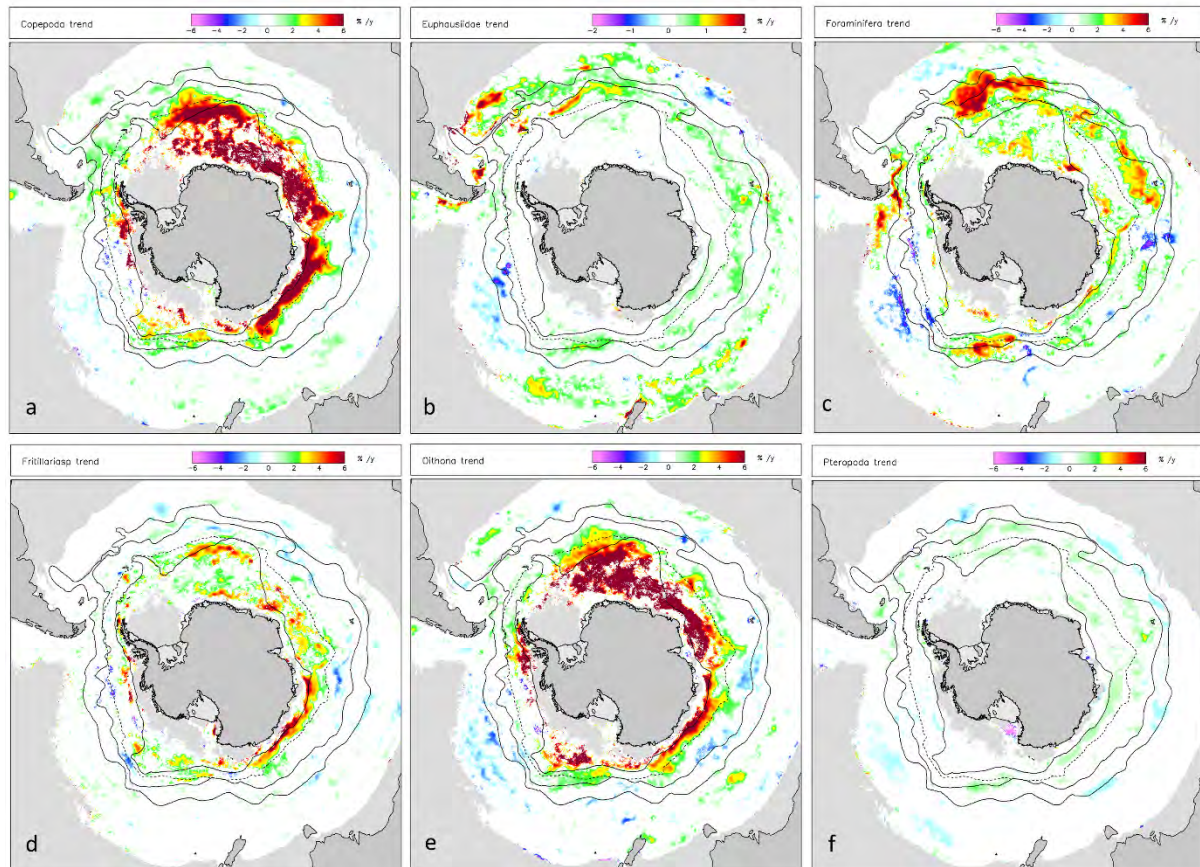 Copepoda trend
-6 -4 -2 0 2 4 6 % /y
Euphausiidae trend
-2 -1 0 1 2 % /y
Foraminifera trend
-6 -4 -2 0 2 4 6 % /y
a
b
c
Fritillariasp trend
-6 -4 -2 0 2 4 6 % /y
Oithona trend
-6 -4 -2 0 2 4 6 % /y
Pteropoda trend
-6 -4 -2 0 2 4 6 % /y
d
e
f